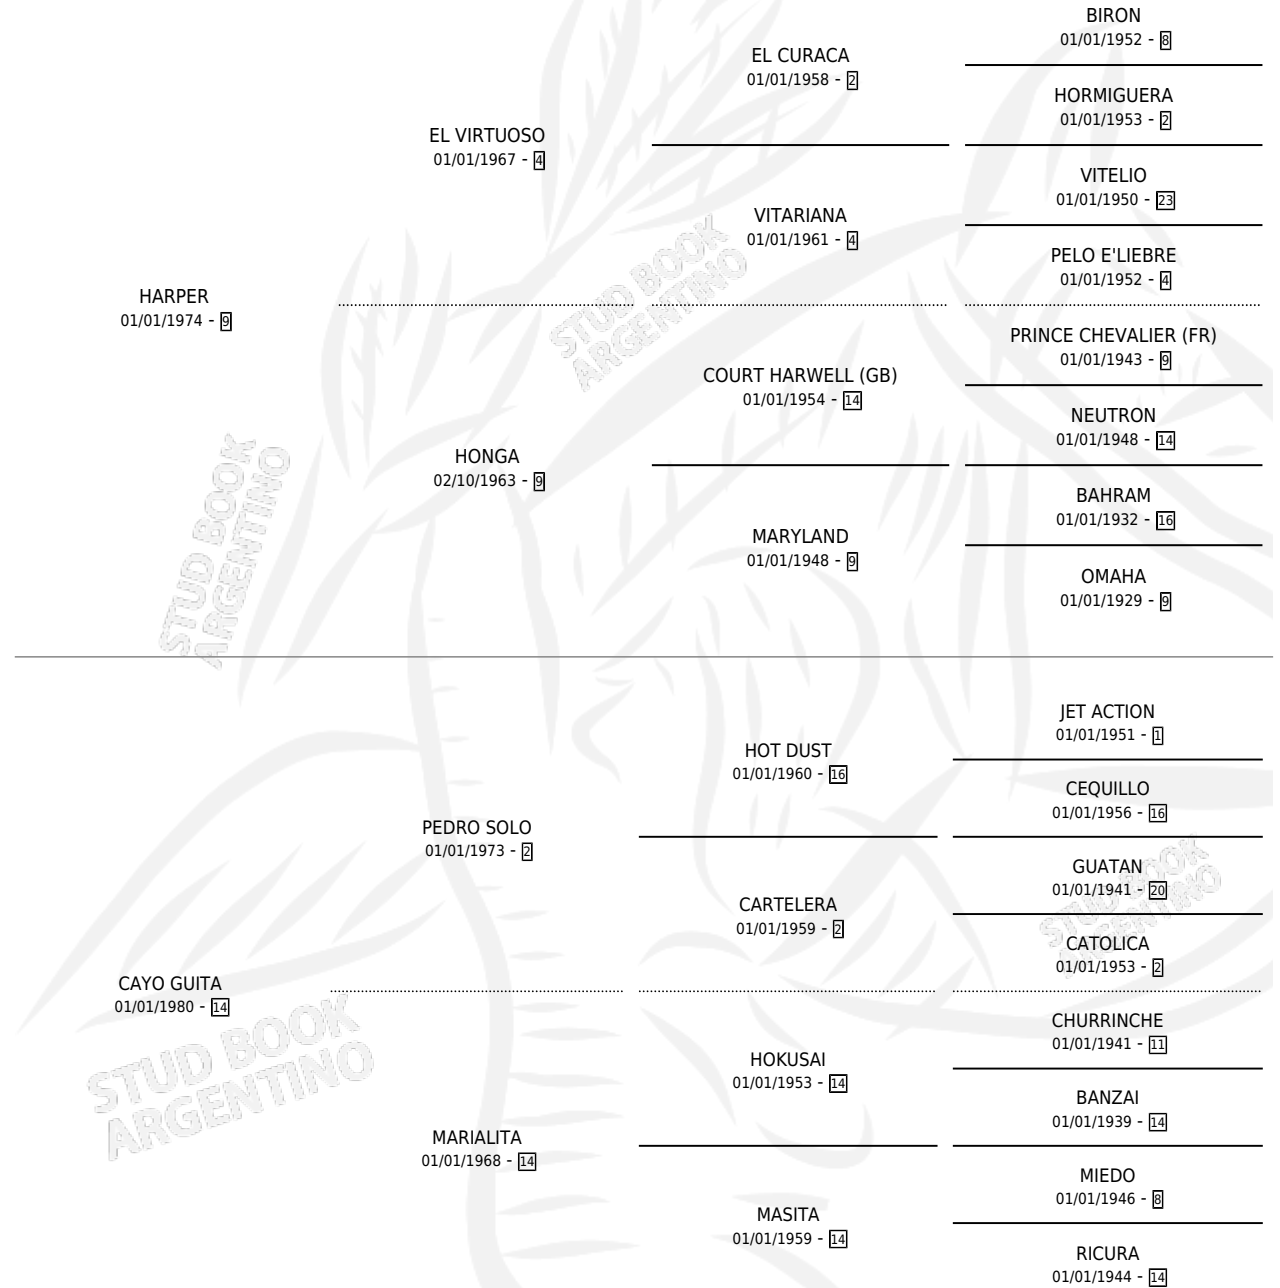 BIRON
01/01/1952 - 8
EL CURACA
01/01/1958 - 2
HORMIGUERA
01/01/1953 - 2
EL VIRTUOSO
01/01/1967 - 4
VITELIO
01/01/1950 - 23
VITARIANA
01/01/1961 - 4
PELO E'LIEBRE
01/01/1952 - 4
HARPER
01/01/1974 - 9
PRINCE CHEVALIER (FR)
01/01/1943 - 9
COURT HARWELL (GB)
01/01/1954 - 14
NEUTRON
01/01/1948 - 14
HONGA
02/10/1963 - 9
BAHRAM
01/01/1932 - 16
MARYLAND
01/01/1948 - 9
OMAHA
01/01/1929 - 9
STUD BOOK
ARGENTINO
STUD BOOK
ARGENTINO
JET ACTION
01/01/1951 - 1
HOT DUST
01/01/1960 - 16
CEQUILLO
01/01/1956 - 16
PEDRO SOLO
01/01/1973 - 2
GUATAN
01/01/1941 - 20
CARTELERA
01/01/1959 - 2
CATOLICA
01/01/1953 - 2
STUD BOOK
ARGENTINO
CAYO GUITA
01/01/1980 - 14
CHURRINCHE
01/01/1941 - 11
HOKUSAI
01/01/1953 - 14
BANZAI
01/01/1939 - 14
MARIALITA
01/01/1968 - 14
MIEDO
01/01/1946 - 8
MASITA
01/01/1959 - 14
RICURA
01/01/1944 - 14
STUD BOOK
ARGENTINO